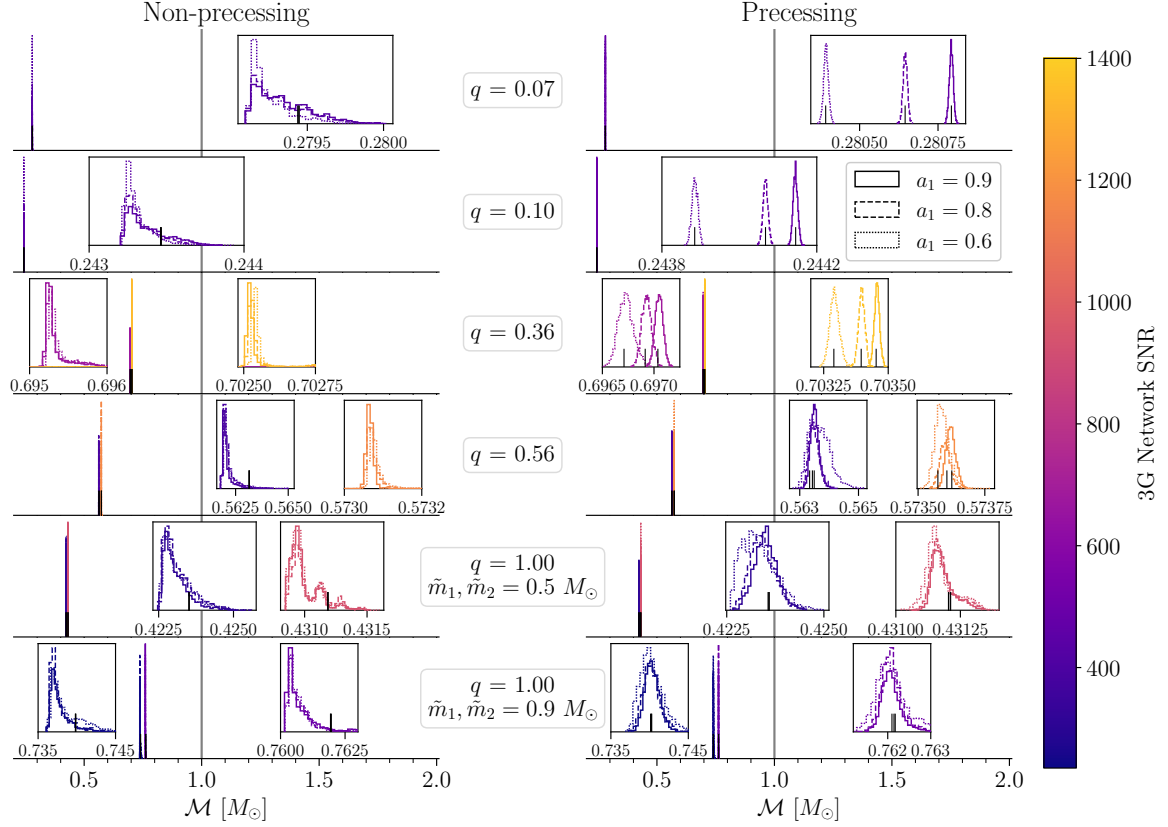 Non-precessing
Precessing
q = 0.07
0.2795 0.280
0.28050 0.28075
q = 0.10
0.243 0.244
0.2438 0.2442
a₁ = 0.9
a₁ = 0.8
a₁ = 0.6
q = 0.36
0.695 0.696
0.70250 0.70275
0.6965 0.6970
0.70325 0.70350
q = 0.56
0.5625 0.5650
0.5730 0.5732
0.563 0.565
0.57350 0.57375
q = 1.00
m̃₁, m̃₂ = 0.5 M⊙
0.4225 0.4250
0.4310 0.4315
0.4225 0.4250
0.43100 0.43125
q = 1.00
m̃₁, m̃₂ = 0.9 M⊙
0.735 0.745
0.7600 0.7625
0.735 0.745
0.762 0.763
0.5 1.0 1.5 2.0
0.5 1.0 1.5 2.0
ℳ [M⊙]
ℳ [M⊙]
1400
1200
1000
800
600
400
3G Network SNR